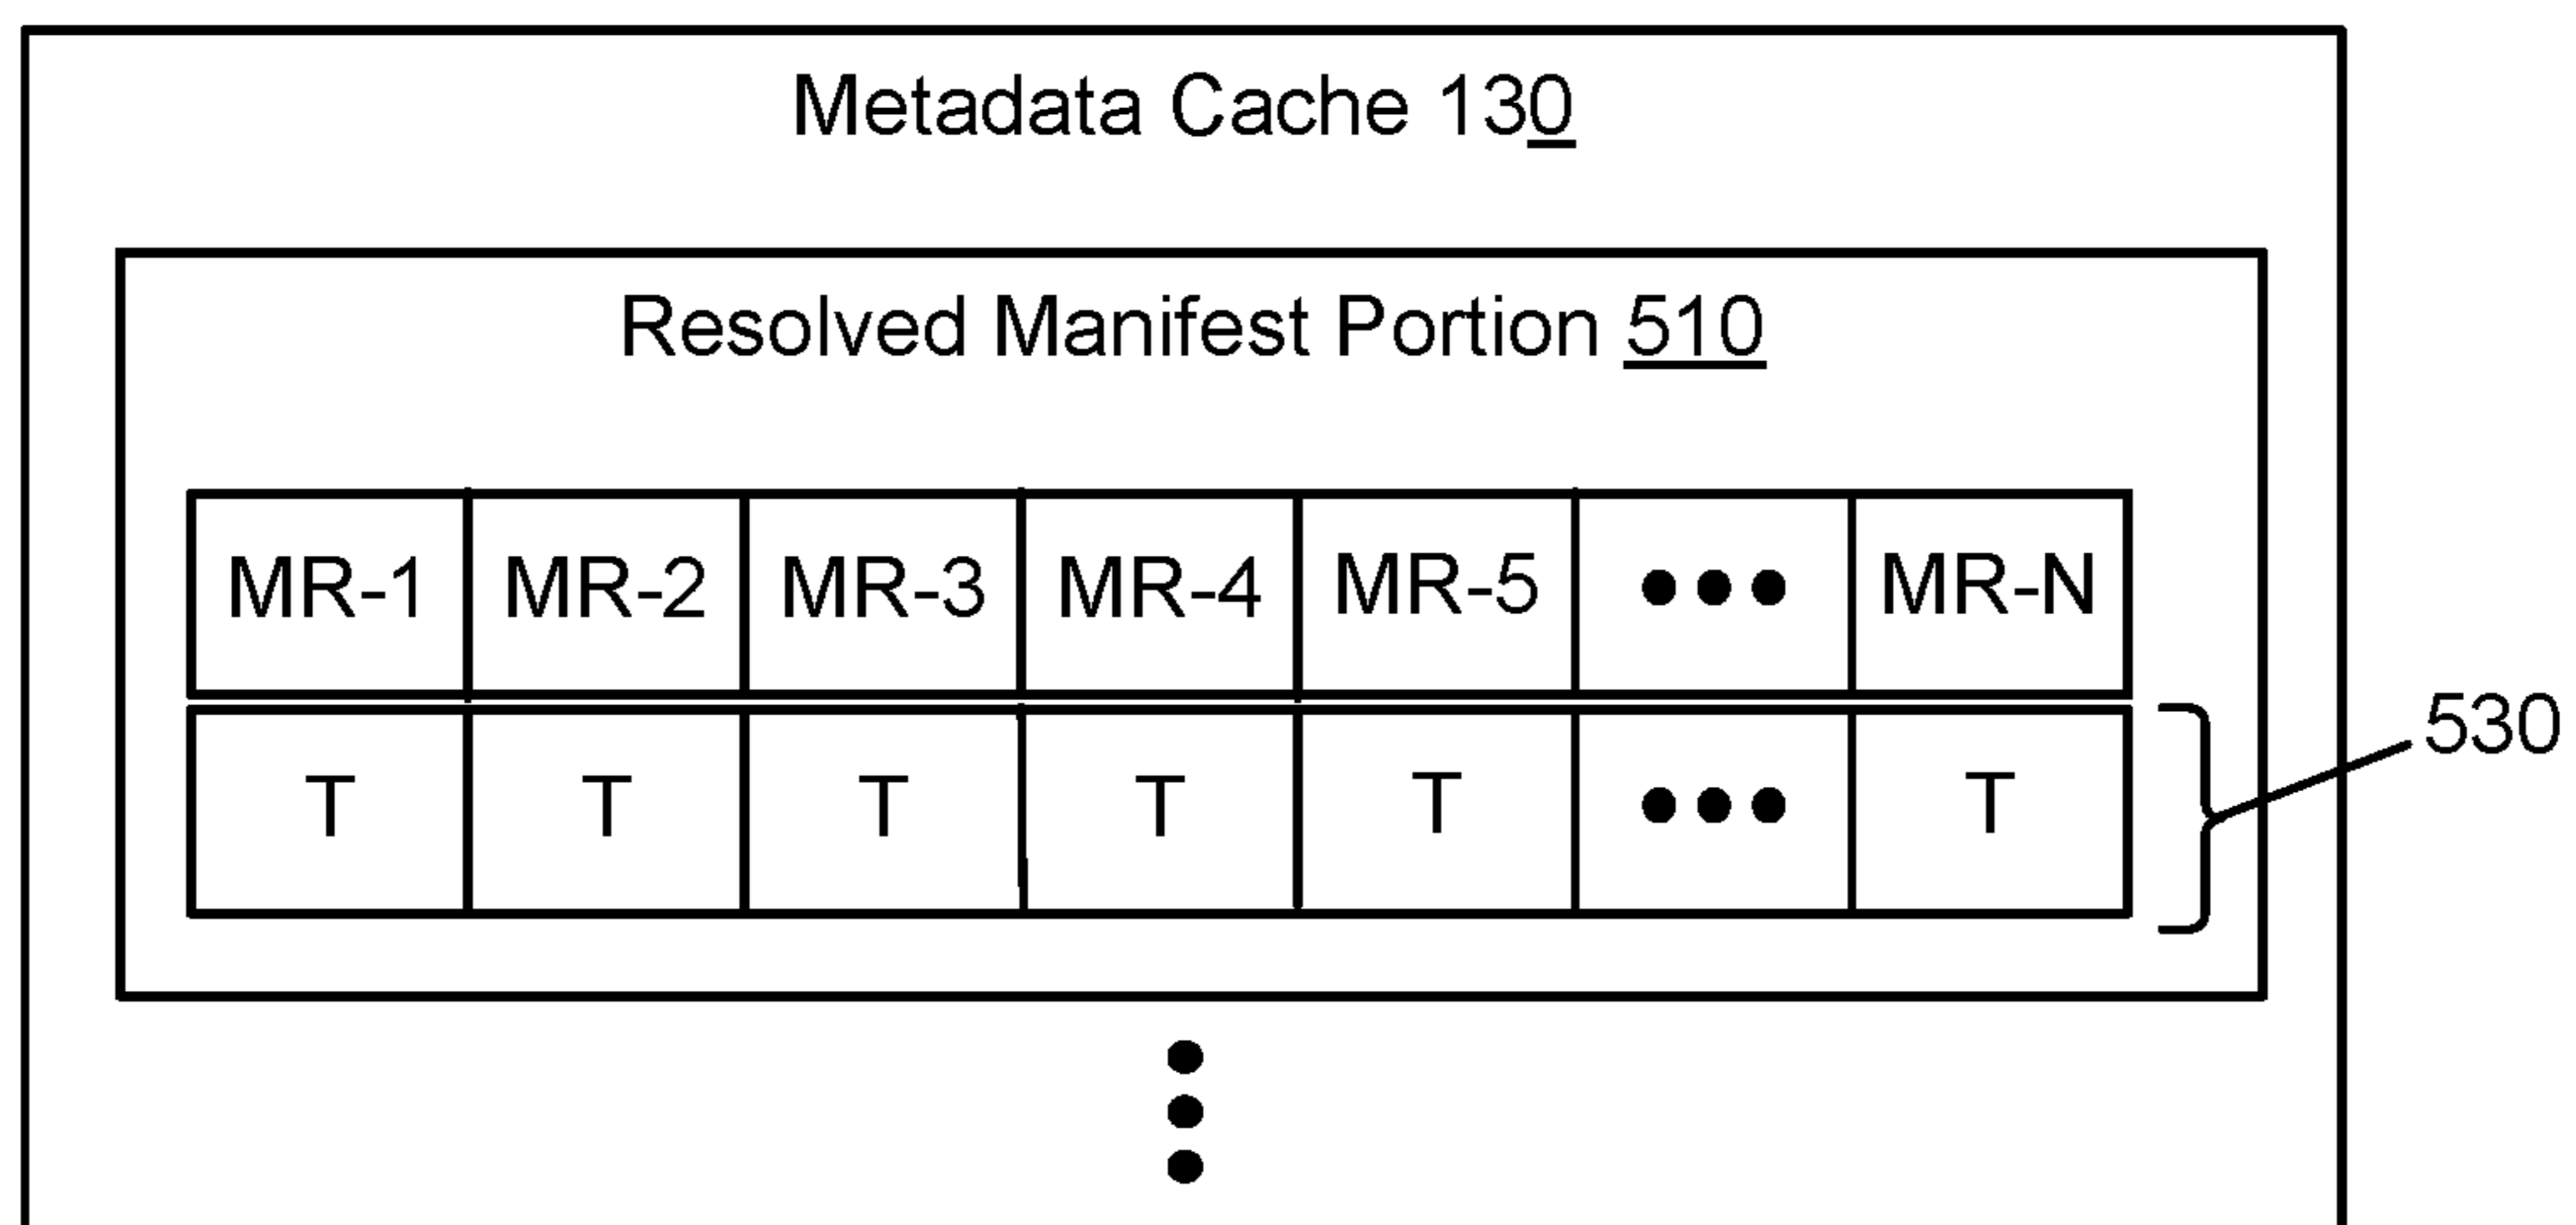 Metadata Cache 130
Resolved Manifest Portion 510
MR-1 MR-2 MR-3 MR-4 MR-5 ••• MR-N
530
T T T T T ••• T